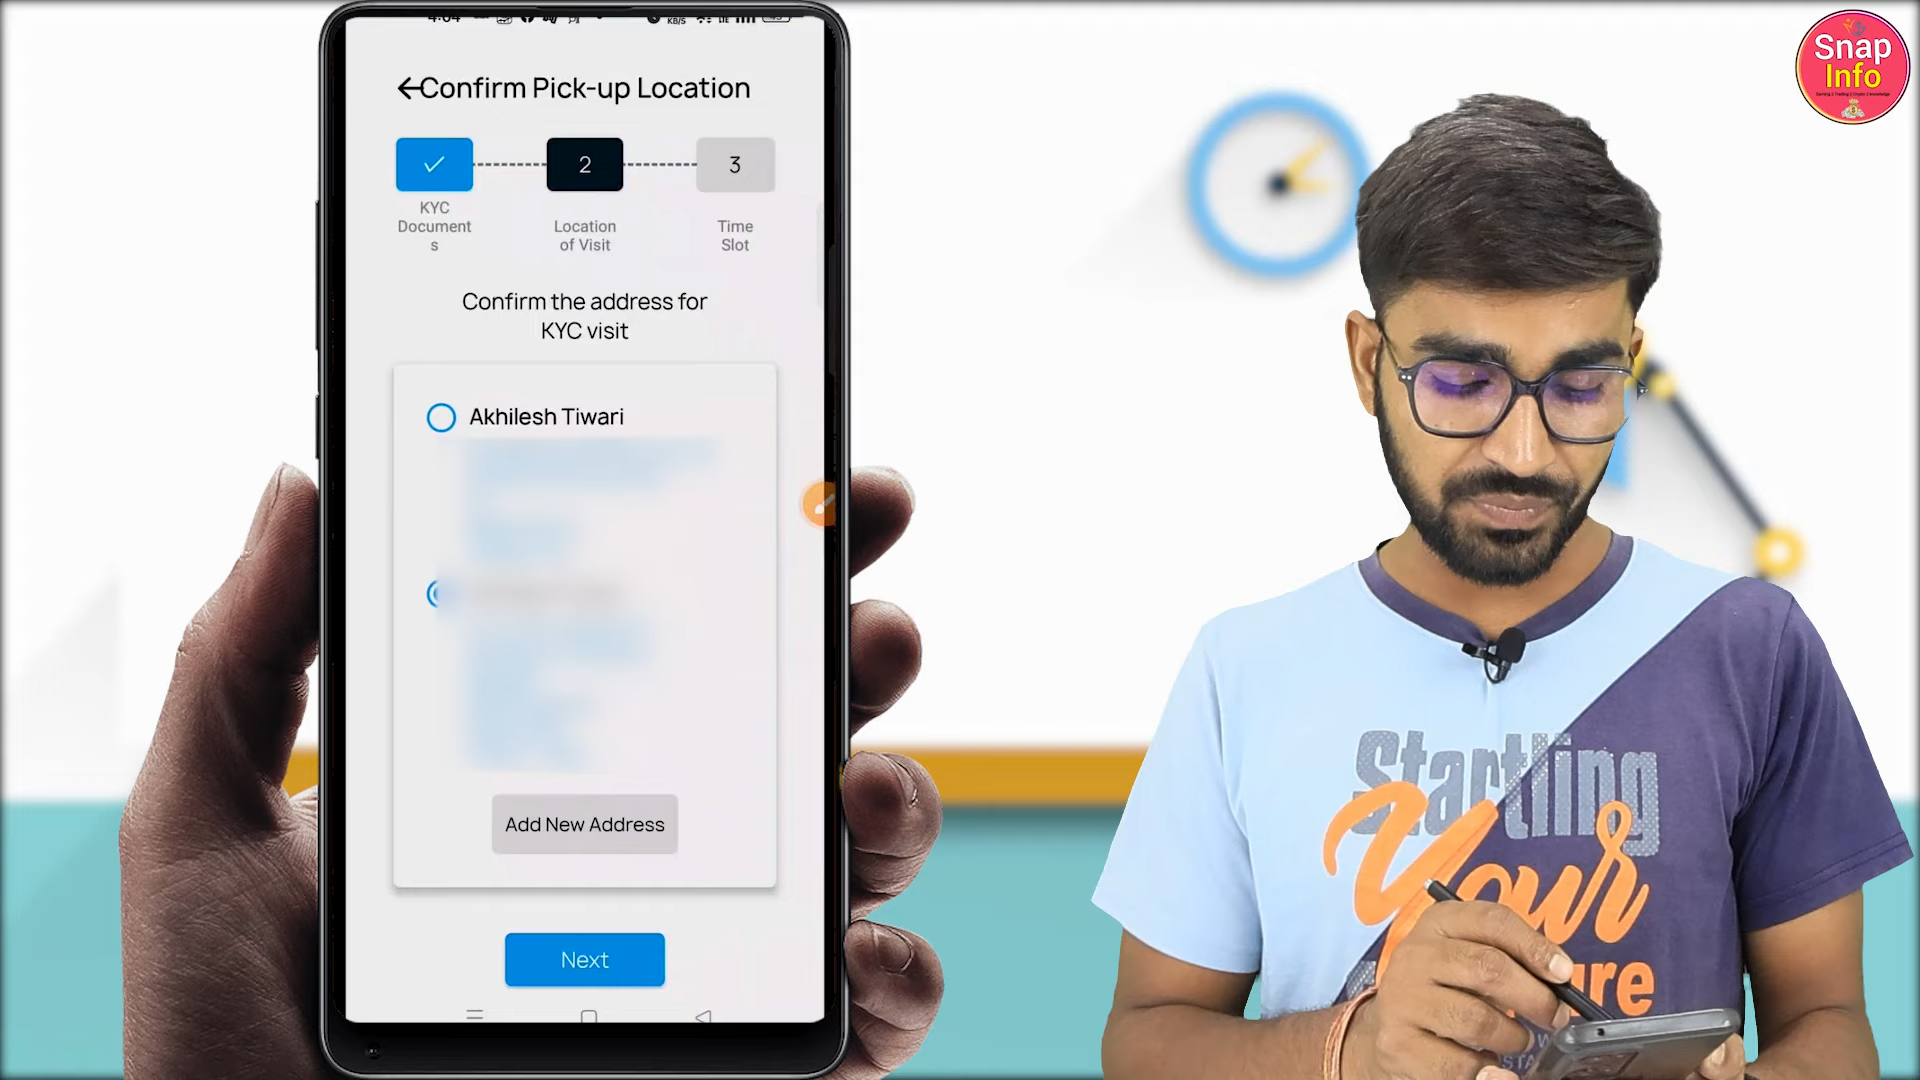 Snap
Info
KB/S
Confirm Pick-up Location
2
3
KYC
Document
s
Location
of Visit
Time
Slot
Confirm the address for
KYC visit
Akhilesh Tiwari
Add New Address
Next
Startling
Your